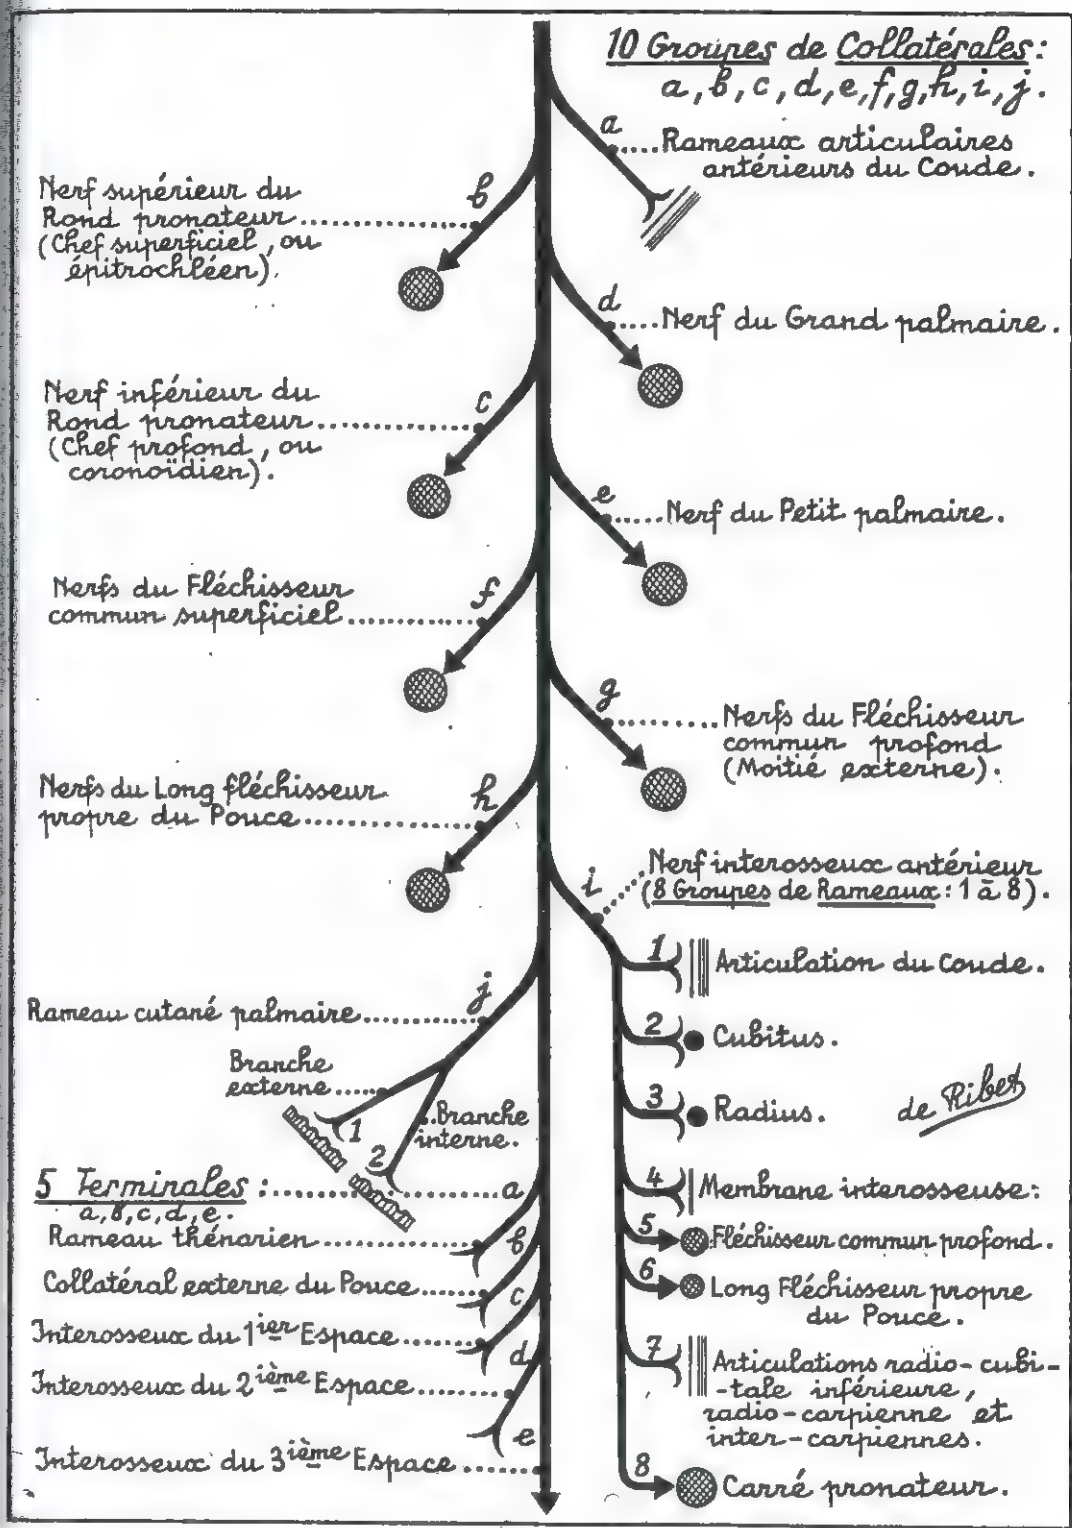 10 Groupes de Collatérales :
a, b, c, d, e, f, g, h, i, j.
a
Rameaux articulaires
antérieurs du Coude.
b
Nerf supérieur du
Rond pronateur
(Chef superficiel, ou
épitrochléen).
d
Nerf du Grand palmaire.
c
Nerf inférieur du
Rond pronateur
(Chef profond, ou
coronoïdien).
e
Nerf du Petit palmaire.
f
Nerfs du Fléchisseur
commun superficiel
g
Nerfs du Fléchisseur
commun profond
(Moitié externe).
h
Nerfs du Long fléchisseur
propre du Pouce
i
Nerf interosseux antérieur
(8 Groupes de Rameaux : 1 à 8).
1
Articulation du Coude.
2
Cubitus.
3
Radius.
de Ribet
4
Membrane interosseuse :
5
Fléchisseur commun profond.
6
Long Fléchisseur propre
du Pouce.
7
Articulations radio-cubi-
-tale inférieure,
radio-carpienne et
inter-carpiennes.
8
Carré pronateur.
j
Rameau cutané palmaire
Branche
externe
1
Branche
interne.
2
5 Terminales :
a, b, c, d, e.
a
Rameau thénarien
b
Collatéral externe du Pouce
c
Interosseux du 1ier Espace
d
Interosseux du 2ième Espace
e
Interosseux du 3ième Espace